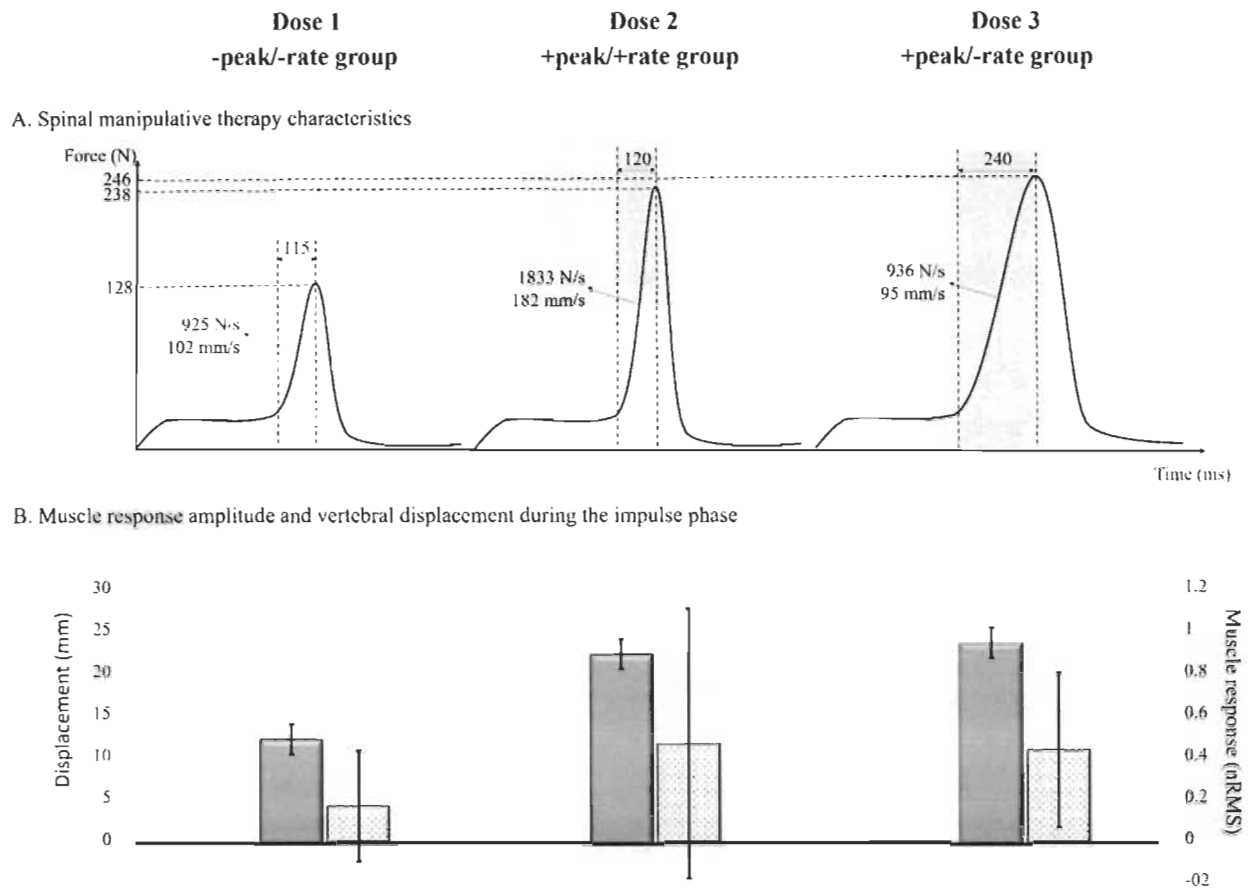 Dose 1
-peak/-rate group
Dose 2
+peak/+rate group
Dose 3
+peak/-rate group
A. Spinal manipulative therapy characteristics
Force (N)
246
238
128
115
925 N/s
102 mm/s
120
1833 N/s
182 mm/s
240
936 N/s
95 mm/s
Time (ms)
B. Muscle response amplitude and vertebral displacement during the impulse phase
Displacement (mm)
30
25
20
15
10
5
0
1.2
1
0.8
0.6
0.4
0.2
0
-02
Muscle response (nRMS)